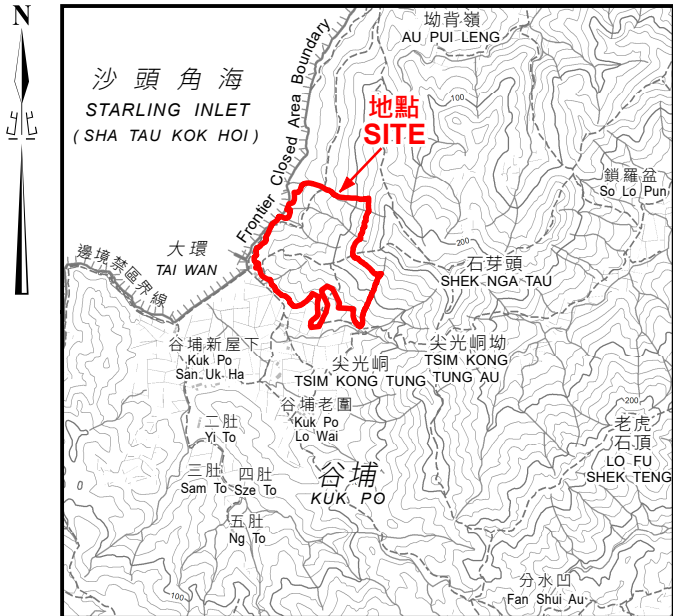 N
坳背嶺
AU PUI LENG
沙頭角海
STARLING INLET
(SHA TAU KOK HOI)
Frontier Closed Area Boundary
100
地點
SITE
鎖羅盆
So Lo Pun
大環
TAI WAN
邊境禁區界線
200
石芽頭
SHEK NGA TAU
谷埔新屋下
Kuk Po
San Uk Ha
尖光峒
TSIM KONG TUNG
尖光峒坳
TSIM KONG
TUNG AU
谷埔老圍
Kuk Po
Lo Wai
200
二肚
Yi To
老虎
石頂
LO FU
SHEK TENG
三肚
Sam To
四肚
Sze To
谷埔
KUK PO
五肚
Ng To
100
分水凹
Fan Shui Au